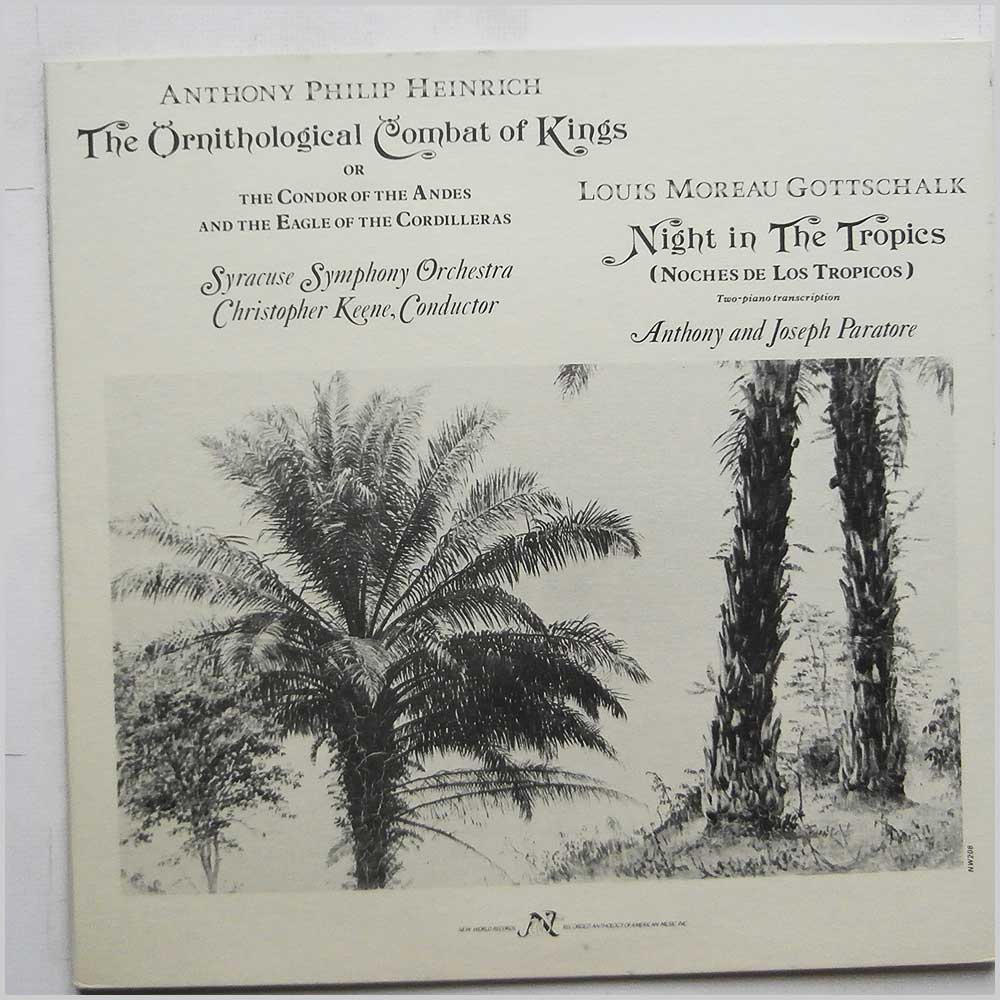 ANTHONY PHILIP HEINRICH
The Ornithological Combat of Kings
OR
THE CONDOR OF THE ANDES
AND THE EAGLE OF THE CORDILLERAS
Syracuse Symphony Orchestra
Christopher Keene, Conductor
LOUIS MOREAU GOTTSCHALK
Night in The Tropics
(NOCHES DE LOS TROPICOS)
Two-piano transcription
Anthony and Joseph Paratore
NW208
NEW WORLD RECORDS N RECORDED ANTHOLOGY OF AMERICAN MUSIC INC